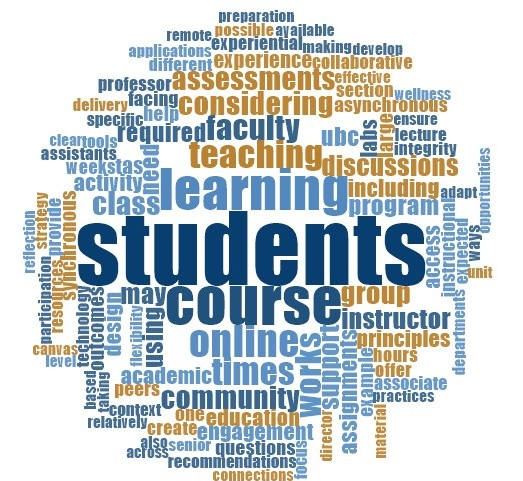 preparation
remote possible available
applications experiential making develop
different experience collaborative
professor assessments effective
delivery facing considering section wellness
specific help asynchronous
clear tools required faculty ubc labs large ensure
assistants need teaching lecture
weeks tas discussions integrity
activity learning including adapt opportunities
class program
reflection strategy provide synchronous students access instructional expected ways
participation resources unit
technology outcomes may course group
canvas design flexibility using instructor departments
level online principles
based taking academic times works support assignments example hours
peers offer
community associate
context practices
relatively create one education director material
also engagement
across senior questions focus
recommendations
connections